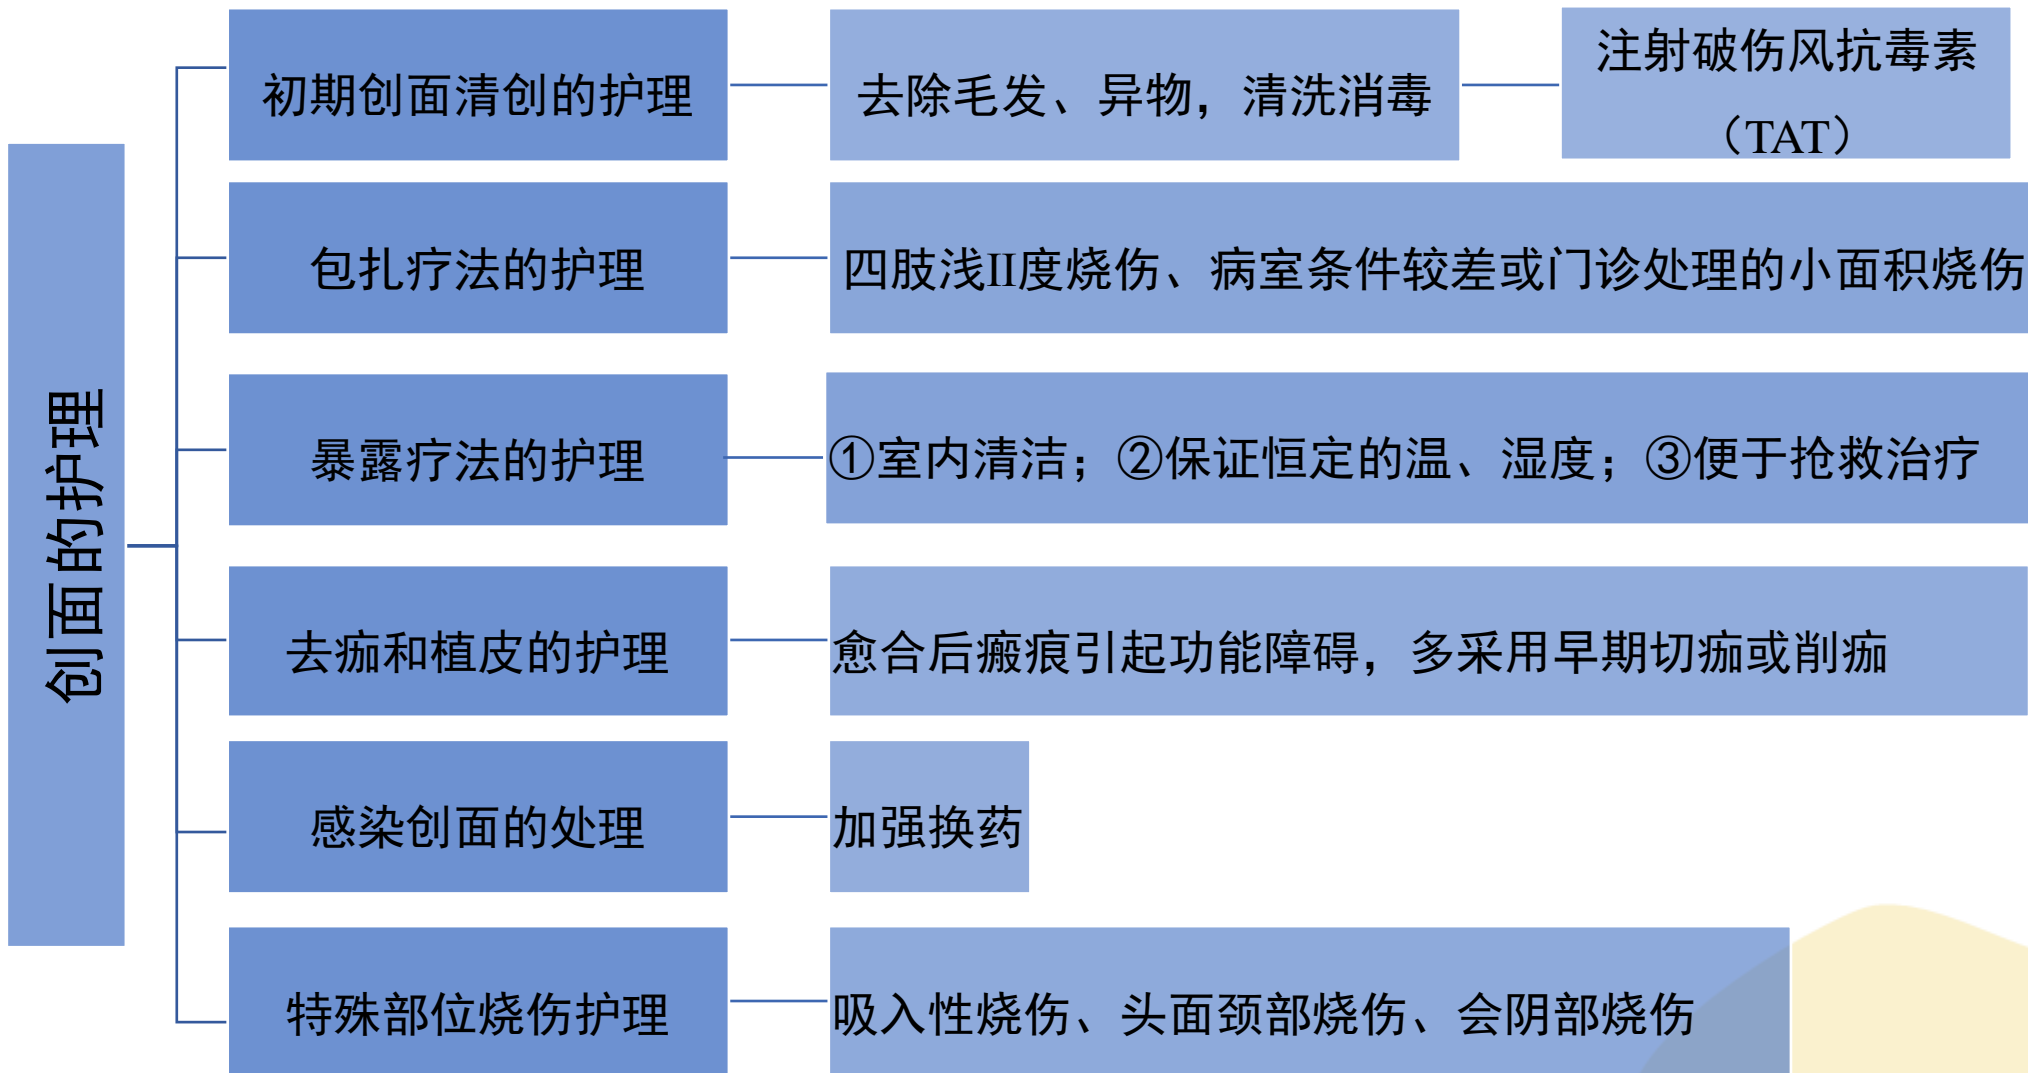 创面的护理
初期创面清创的护理
去除毛发、异物，清洗消毒
注射破伤风抗毒素
（TAT）
包扎疗法的护理
四肢浅II度烧伤、病室条件较差或门诊处理的小面积烧伤
暴露疗法的护理
①室内清洁；②保证恒定的温、湿度；③便于抢救治疗
去痂和植皮的护理
愈合后瘢痕引起功能障碍，多采用早期切痂或削痂
感染创面的处理
加强换药
特殊部位烧伤护理
吸入性烧伤、头面颈部烧伤、会阴部烧伤